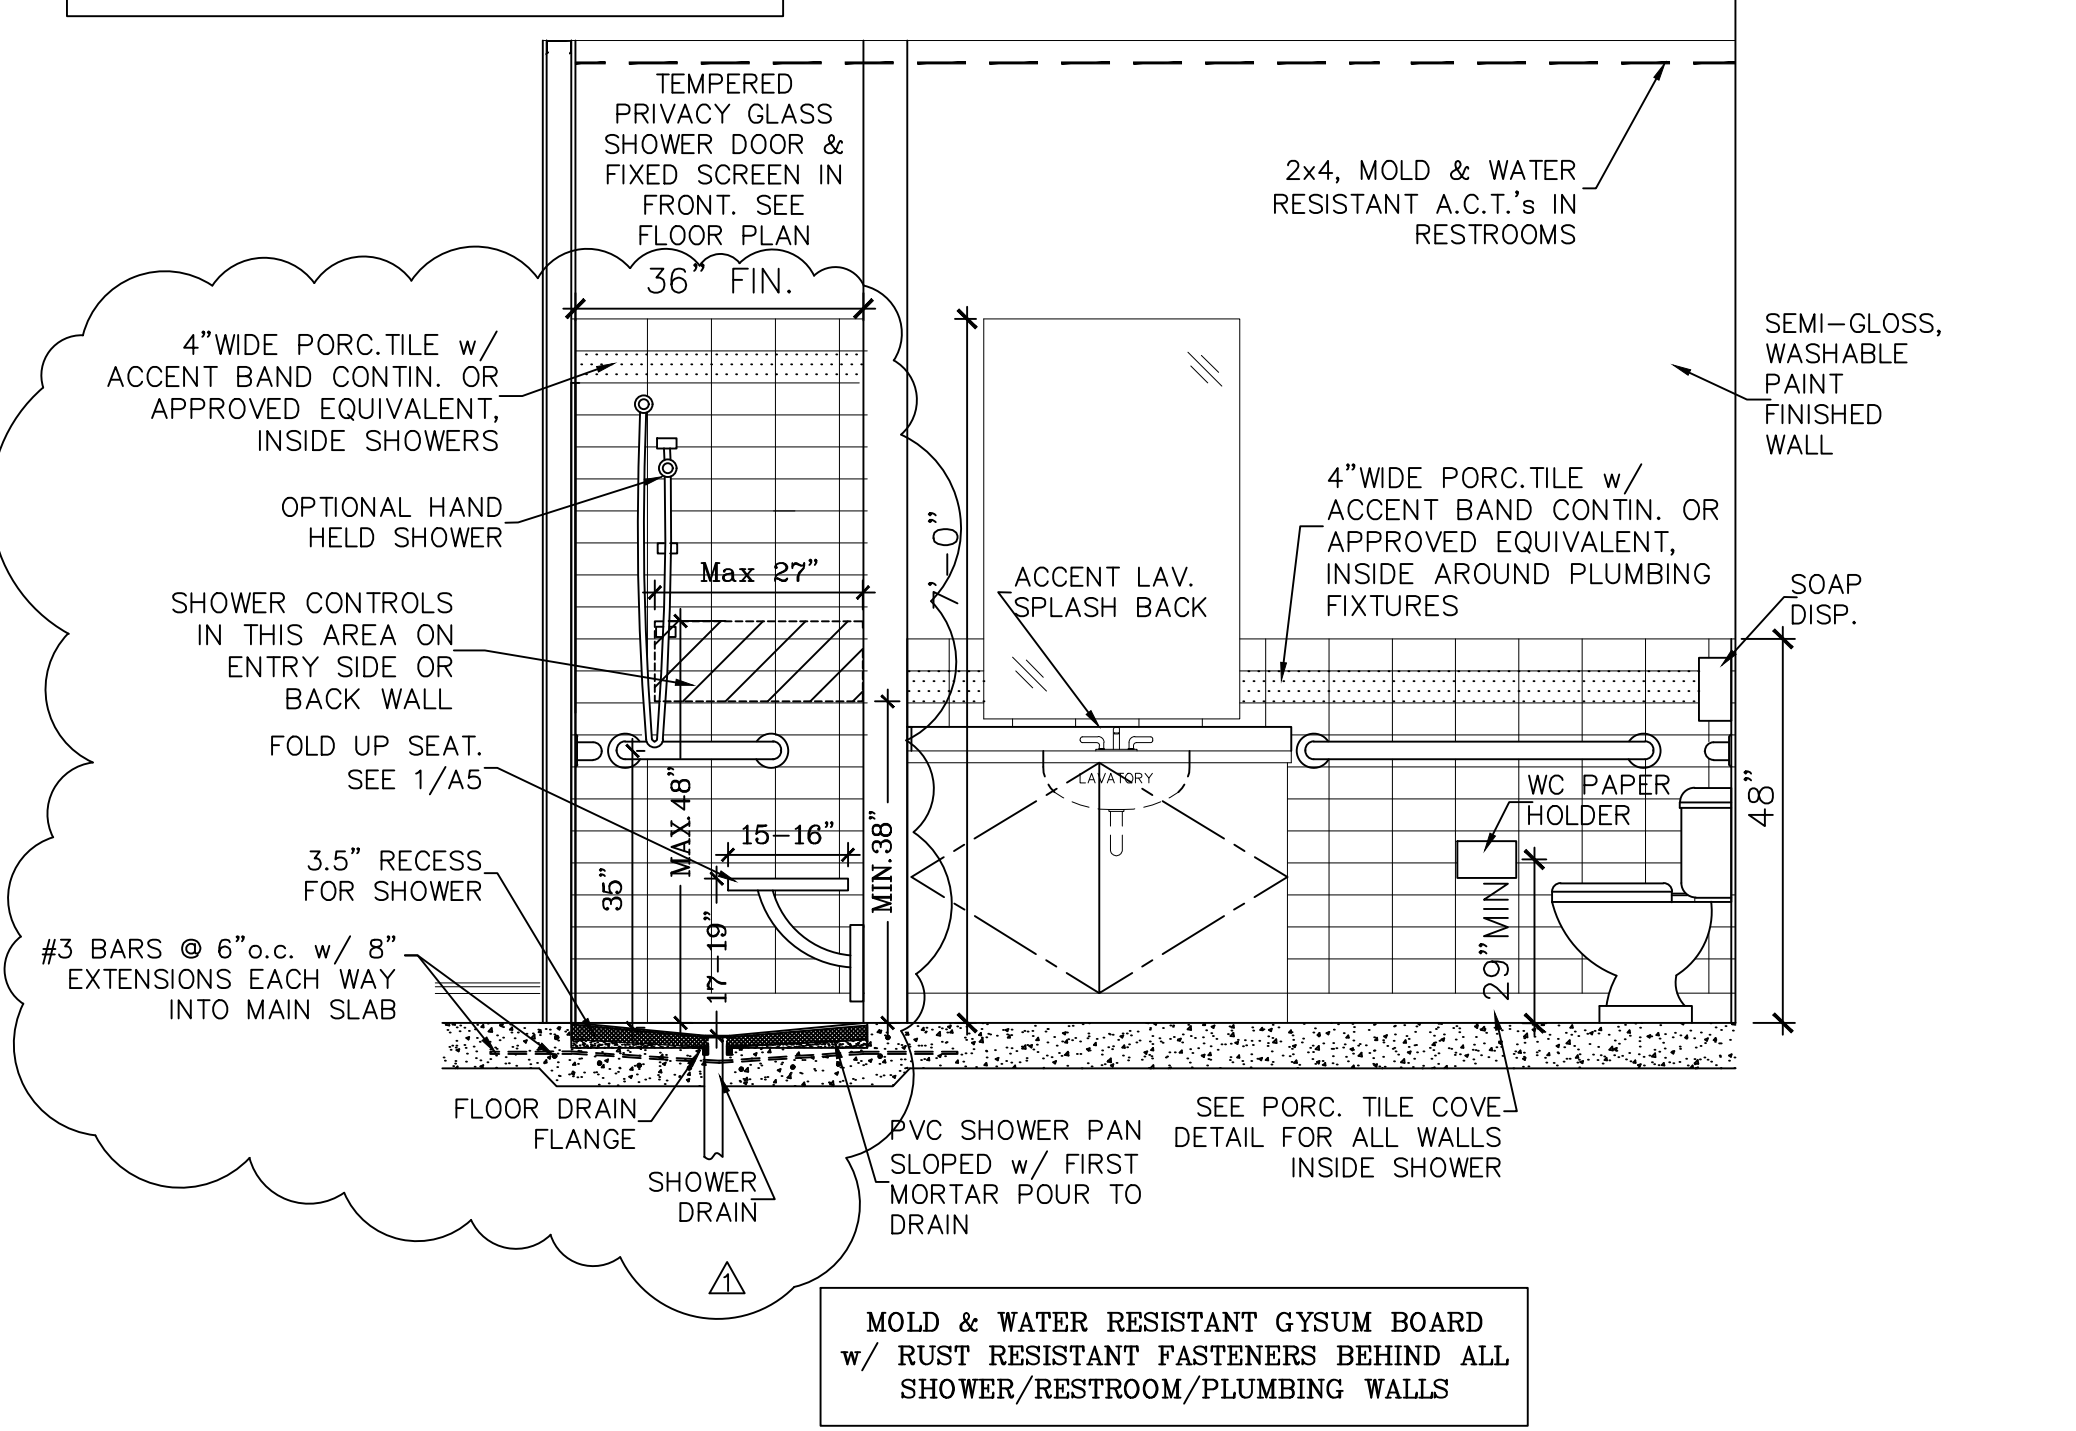 TEMPERED
PRIVACY GLASS
SHOWER DOOR &
FIXED SCREEN IN
FRONT. SEE
FLOOR PLAN
36" FIN.
2x4, MOLD & WATER
RESISTANT A.C.T.'s IN
RESTROOMS
4"WIDE PORC.TILE w/
ACCENT BAND CONTIN. OR
APPROVED EQUIVALENT,
INSIDE SHOWERS
OPTIONAL HAND
HELD SHOWER
SHOWER CONTROLS
IN THIS AREA ON
ENTRY SIDE OR
BACK WALL
FOLD UP SEAT.
SEE 1/A5
3.5" RECESS
FOR SHOWER
#3 BARS @ 6"o.c. w/ 8"
EXTENSIONS EACH WAY
INTO MAIN SLAB
Max 27"
MAX.48"
15-16"
35"
17-19"
MIN.38"
7'-0"
ACCENT LAV.
SPLASH BACK
LAVATORY
4"WIDE PORC.TILE w/
ACCENT BAND CONTIN. OR
APPROVED EQUIVALENT,
INSIDE AROUND PLUMBING
FIXTURES
SEMI-GLOSS,
WASHABLE
PAINT
FINISHED
WALL
SOAP
DISP.
WC PAPER
HOLDER
48"
29"MIN
FLOOR DRAIN
FLANGE
SHOWER
DRAIN
PVC SHOWER PAN
SLOPED w/ FIRST
MORTAR POUR TO
DRAIN
SEE PORC. TILE COVE
DETAIL FOR ALL WALLS
INSIDE SHOWER
1
MOLD & WATER RESISTANT GYSUM BOARD
w/ RUST RESISTANT FASTENERS BEHIND ALL
SHOWER/RESTROOM/PLUMBING WALLS